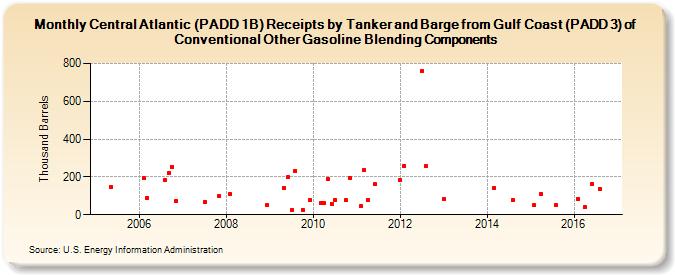 Monthly Central Atlantic (PADD 1B) Receipts by Tanker and Barge from Gulf Coast (PADD 3) of
Conventional Other Gasoline Blending Components
Thousand Barrels
800
600
400
200
0
2006 2008 2010 2012 2014 2016
Source: U.S. Energy Information Administration